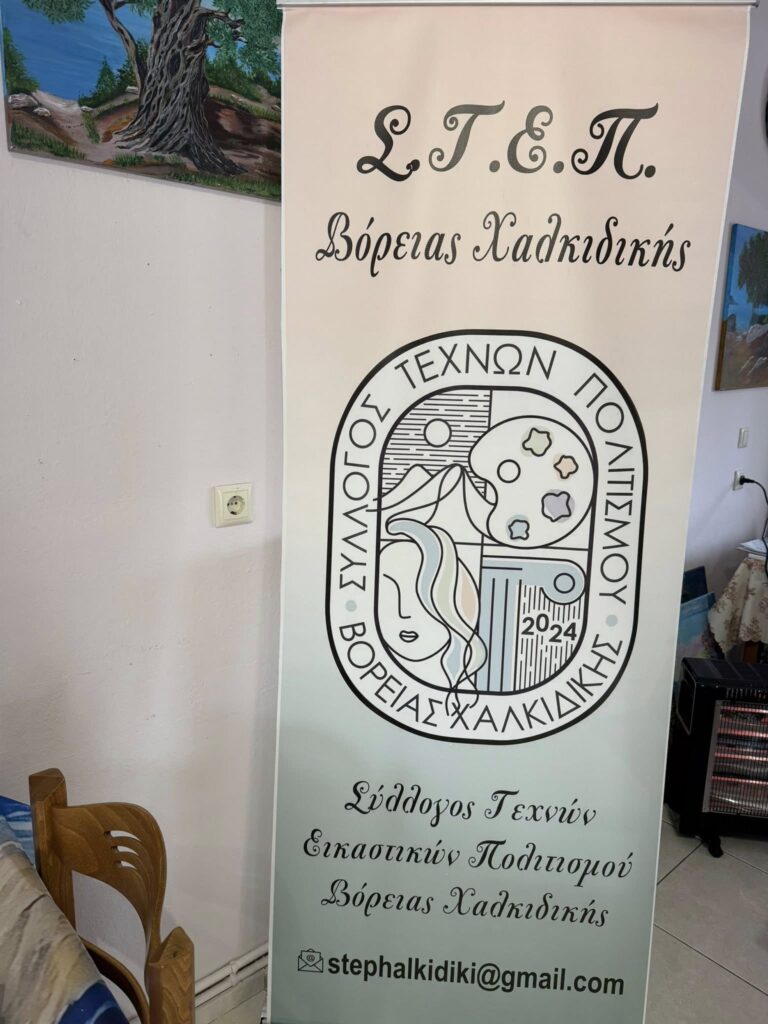 Σ.Τ.Ε.Π.
Βόρειας Χαλκιδικής
ΣΥΛΛΟΓΟΣ ΤΕΧΝΩΝ ΠΟΛΙΤΙΣΜΟΥ
ΒΟΡΕΙΑΣ ΧΑΛΚΙΔΙΚΗΣ
2024
Σύλλογος Τεχνών
Εικαστικών Πολιτισμού
Βόρειας Χαλκιδικής
stephalkidiki@gmail.com